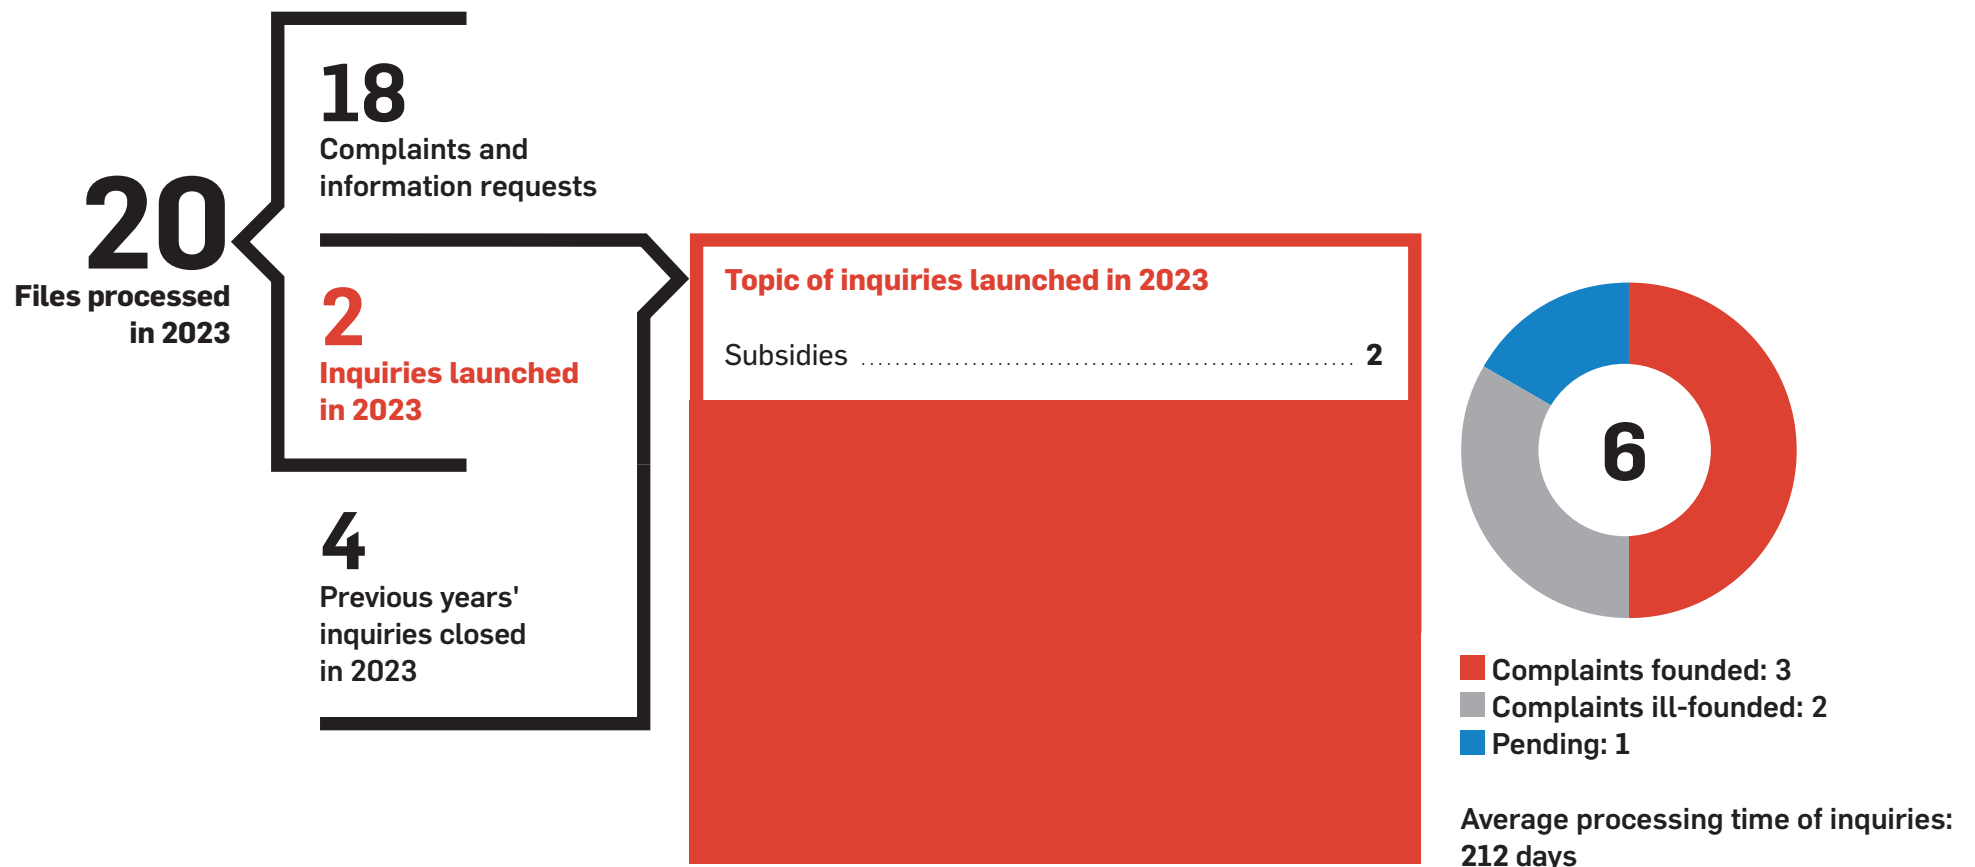 20
Files processed
in 2023
18
Complaints and
information requests
2
Inquiries launched
in 2023
4
Previous years'
inquiries closed
in 2023
Topic of inquiries launched in 2023
Subsidies ........................................................... 2
6
Complaints founded: 3
Complaints ill-founded: 2
Pending: 1
Average processing time of inquiries:
212 days